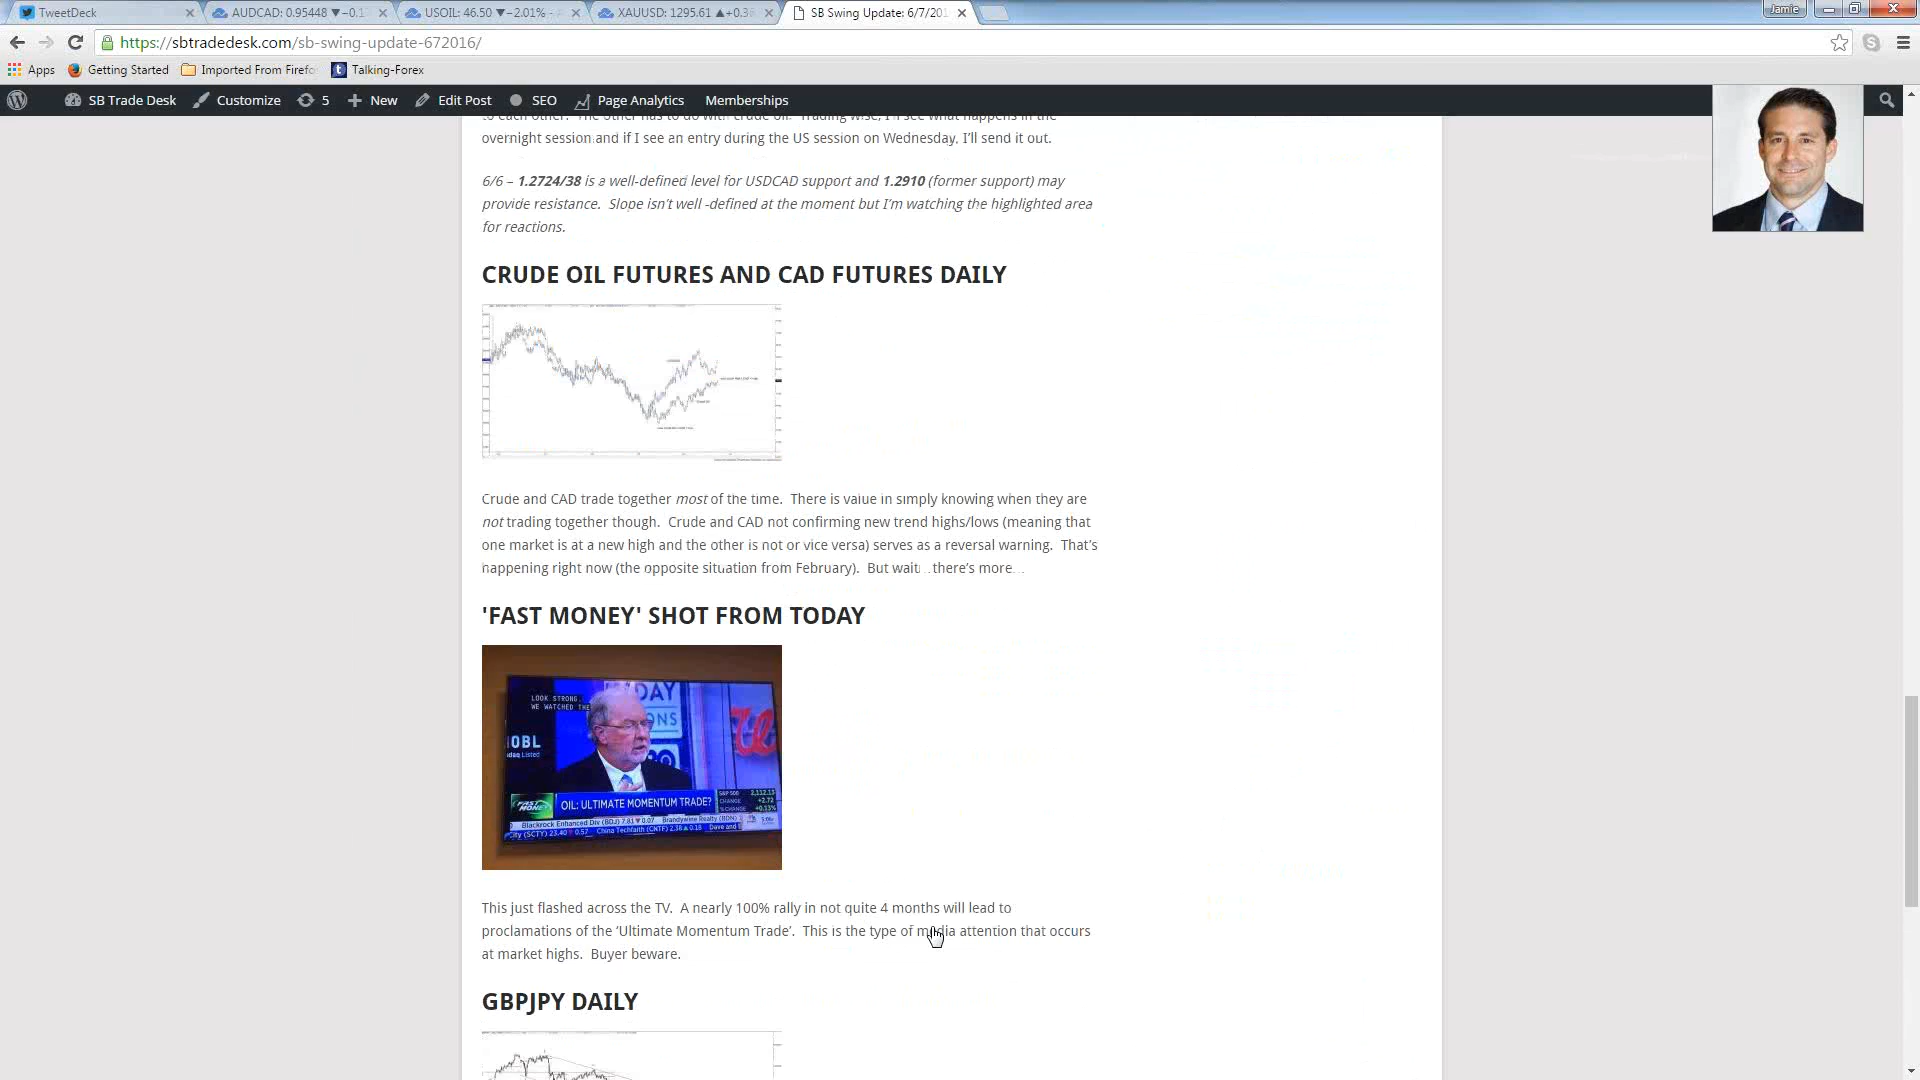 TweetDeck
AUDCAD: 0.95448 ▼−0.1
USOIL: 46.50 ▼−2.01%
XAUUSD: 1295.61 ▲+0.3
SB Swing Update: 6/7/201
Jamie
https://sbtradedesk.com/sb-swing-update-672016/
Apps
Getting Started
Imported From Firefo
Talking-Forex
SB Trade Desk
Customize
5
New
Edit Post
SEO
Page Analytics
Memberships
to each other. The other has to do with crude oil. Trading wise, I'll see what happens in the
overnight session and if I see an entry during the US session on Wednesday, I'll send it out.
6/6 – 1.2724/38 is a well-defined level for USDCAD support and 1.2910 (former support) may
provide resistance. Slope isn't well -defined at the moment but I'm watching the highlighted area
for reactions.
CRUDE OIL FUTURES AND CAD FUTURES DAILY
Crude and CAD trade together most of the time. There is value in simply knowing when they are
not trading together though. Crude and CAD not confirming new trend highs/lows (meaning that
one market is at a new high and the other is not or vice versa) serves as a reversal warning. That's
happening right now (the opposite situation from February). But wait…there's more…
'FAST MONEY' SHOT FROM TODAY
LOOK STRONG.
WE WATCHED THE
DAY
ONS
OBL
sdaq Listed
FAST MONEY
OIL: ULTIMATE MOMENTUM TRADE?
S&P 500 2,112.13
CHANGE +2.72
% CHANGE +0.13%
Blackrock Enhanced Div (BDJ) 7.81▼0.07 Brandywine Realty (BDN)
City (SCTY) 23.40▼0.57 China Techfaith (CNTF) 2.38▲0.18 Dave and
This just flashed across the TV. A nearly 100% rally in not quite 4 months will lead to
proclamations of the 'Ultimate Momentum Trade'. This is the type of media attention that occurs
at market highs. Buyer beware.
GBPJPY DAILY